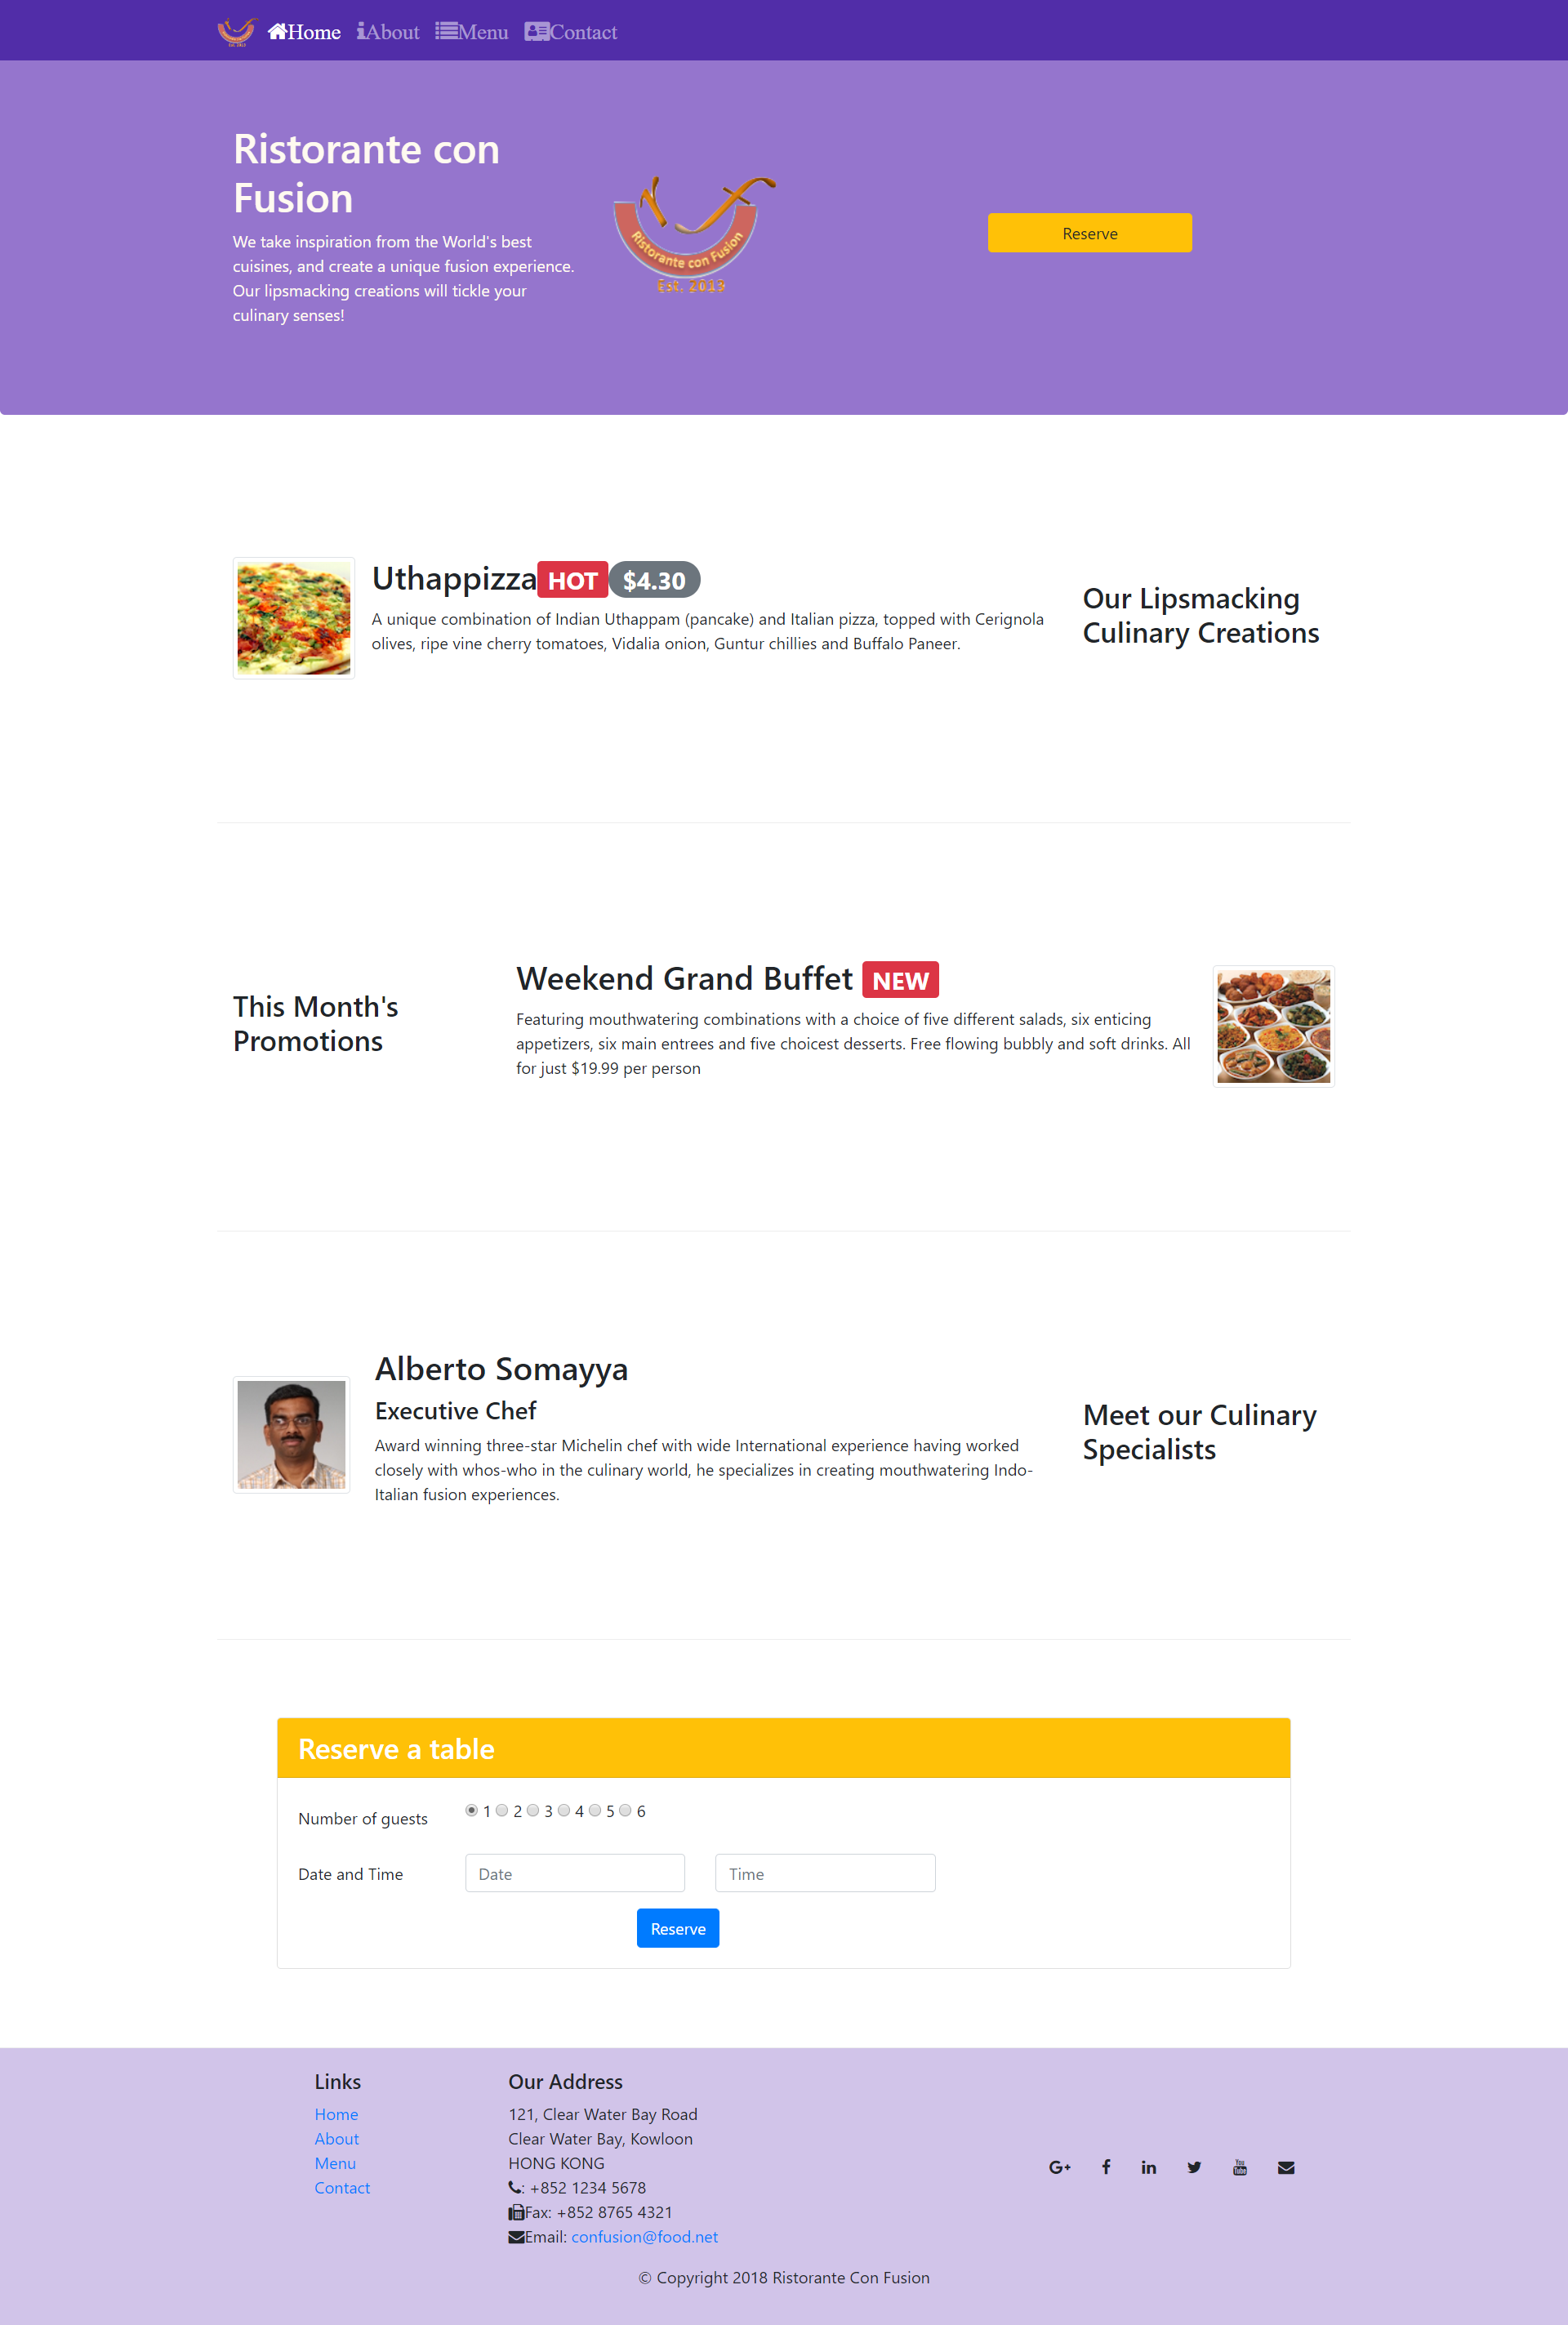 Home About Menu Contact
Ristorante con
Fusion
We take inspiration from the World's best
cuisines, and create a unique fusion experience.
Our lipsmacking creations will tickle your
culinary senses!
Ristorante con Fusion
Est. 2019
Reserve
Uthappizza HOT $4.30
A unique combination of Indian Uthappam (pancake) and Italian pizza, topped with Cerignola
olives, ripe vine cherry tomatoes, Vidalia onion, Guntur chillies and Buffalo Paneer.
Our Lipsmacking
Culinary Creations
This Month's
Promotions
Weekend Grand Buffet NEW
Featuring mouthwatering combinations with a choice of five different salads, six enticing
appetizers, six main entrees and five choicest desserts. Free flowing bubbly and soft drinks. All
for just $19.99 per person
Alberto Somayya
Executive Chef
Award winning three-star Michelin chef with wide International experience having worked
closely with whos-who in the culinary world, he specializes in creating mouthwatering Indo-
Italian fusion experiences.
Meet our Culinary
Specialists
Reserve a table
Number of guests 1 2 3 4 5 6
Date and Time Date Time
Reserve
Links
Home
About
Menu
Contact
Our Address
121, Clear Water Bay Road
Clear Water Bay, Kowloon
HONG KONG
: +852 1234 5678
Fax: +852 8765 4321
Email: confusion@food.net
© Copyright 2018 Ristorante Con Fusion